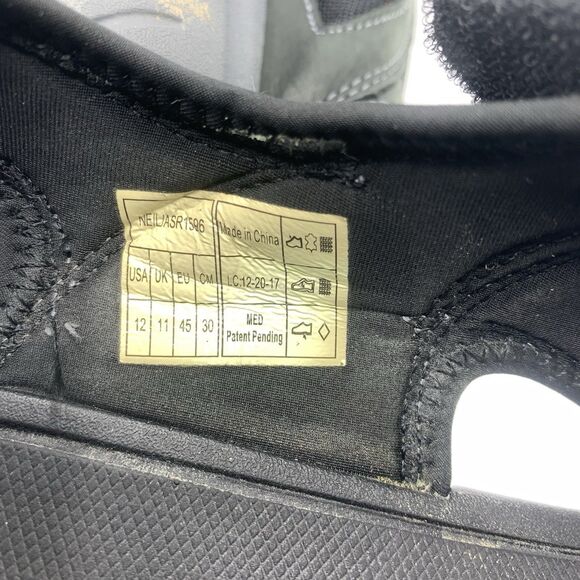 NEIL/ASR1596 Made in China
USA UK EU CM I.C:12-20-17
12 11 45 30 MED
Patent Pending